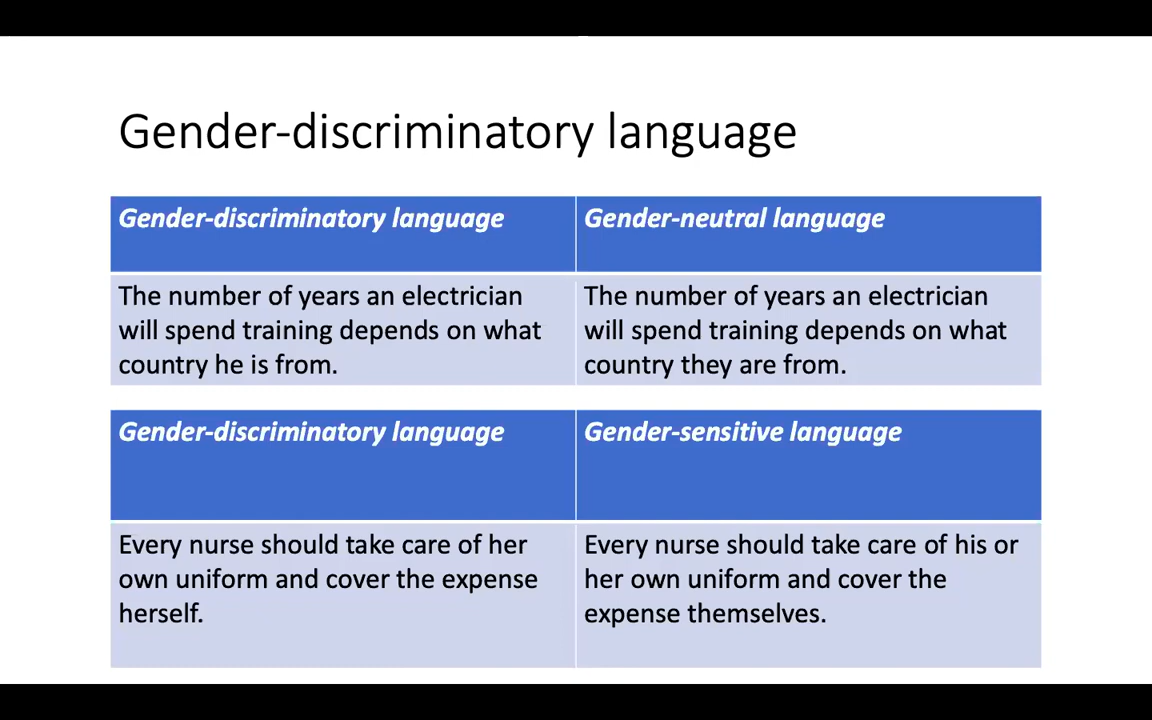 Gender-discriminatory language
Gender-discriminatory language
Gender-neutral language
The number of years an electrician
will spend training depends on what
country he is from.
The number of years an electrician
will spend training depends on what
country they are from.
Gender-discriminatory language
Gender-sensitive language
Every nurse should take care of her
own uniform and cover the expense
herself.
Every nurse should take care of his or
her own uniform and cover the
expense themselves.